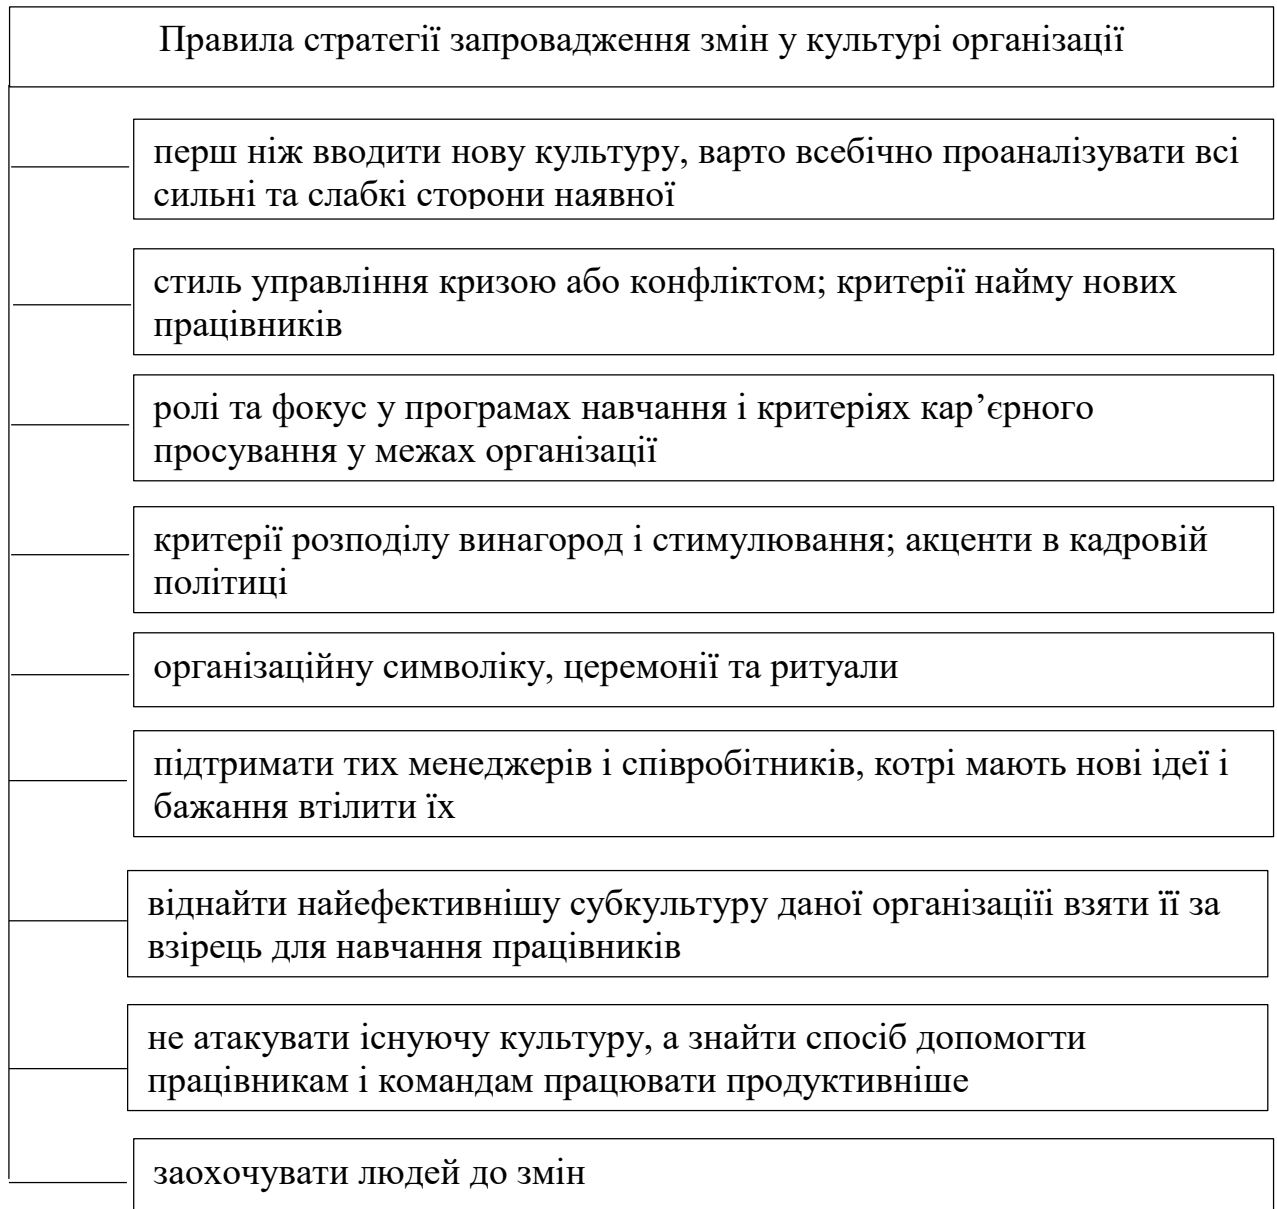 Правила стратегії запровадження змін у культурі організації
перш ніж вводити нову культуру, варто всебічно проаналізувати всі
сильні та слабкі сторони наявної
стиль управління кризою або конфліктом; критерії найму нових
працівників
ролі та фокус у програмах навчання і критеріях кар’єрного
просування у межах організації
критерії розподілу винагород і стимулювання; акценти в кадровій
політиці
організаційну символіку, церемонії та ритуали
підтримати тих менеджерів і співробітників, котрі мають нові ідеї і
бажання втілити їх
віднайти найефективнішу субкультуру даної організаціїі взяти її за
взірець для навчання працівників
не атакувати існуючу культуру, а знайти спосіб допомогти
працівникам і командам працювати продуктивніше
заохочувати людей до змін